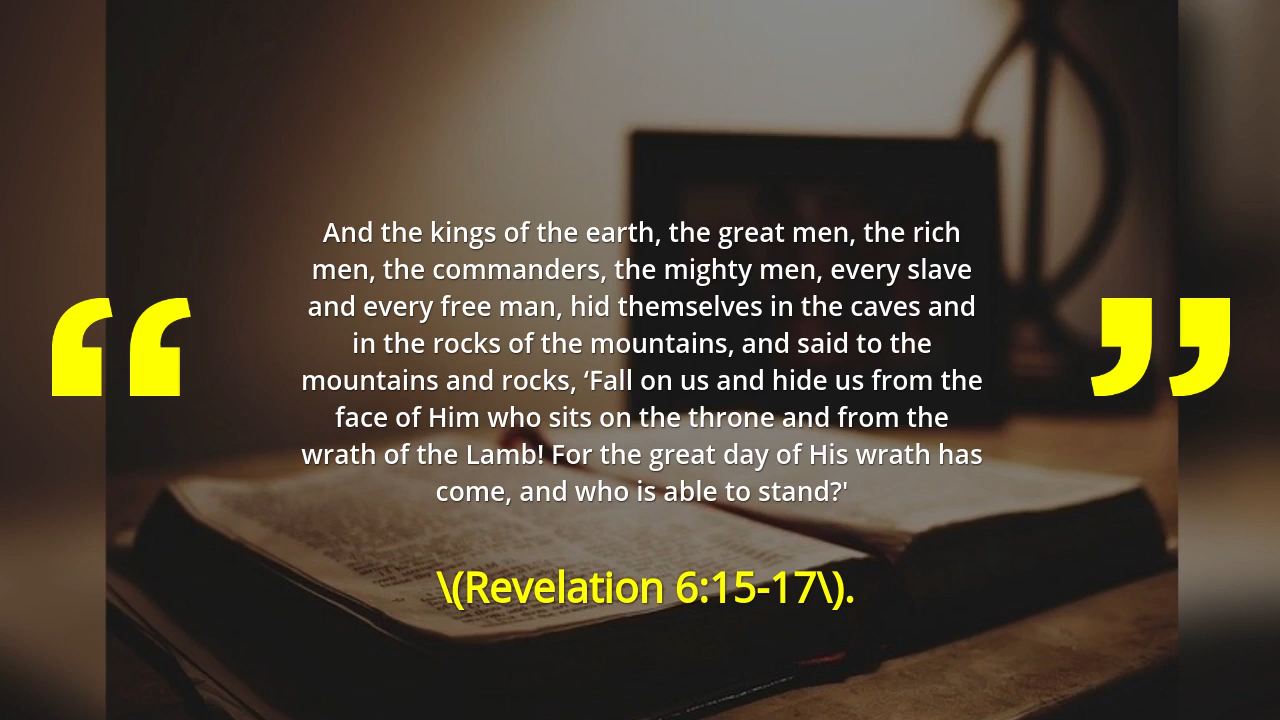 And the kings of the earth, the great men, the rich
men, the commanders, the mighty men, every slave
and every free man, hid themselves in the caves and
in the rocks of the mountains, and said to the
mountains and rocks, ‘Fall on us and hide us from the
face of Him who sits on the throne and from the
wrath of the Lamb! For the great day of His wrath has
come, and who is able to stand?'
\(Revelation 6:15-17\).